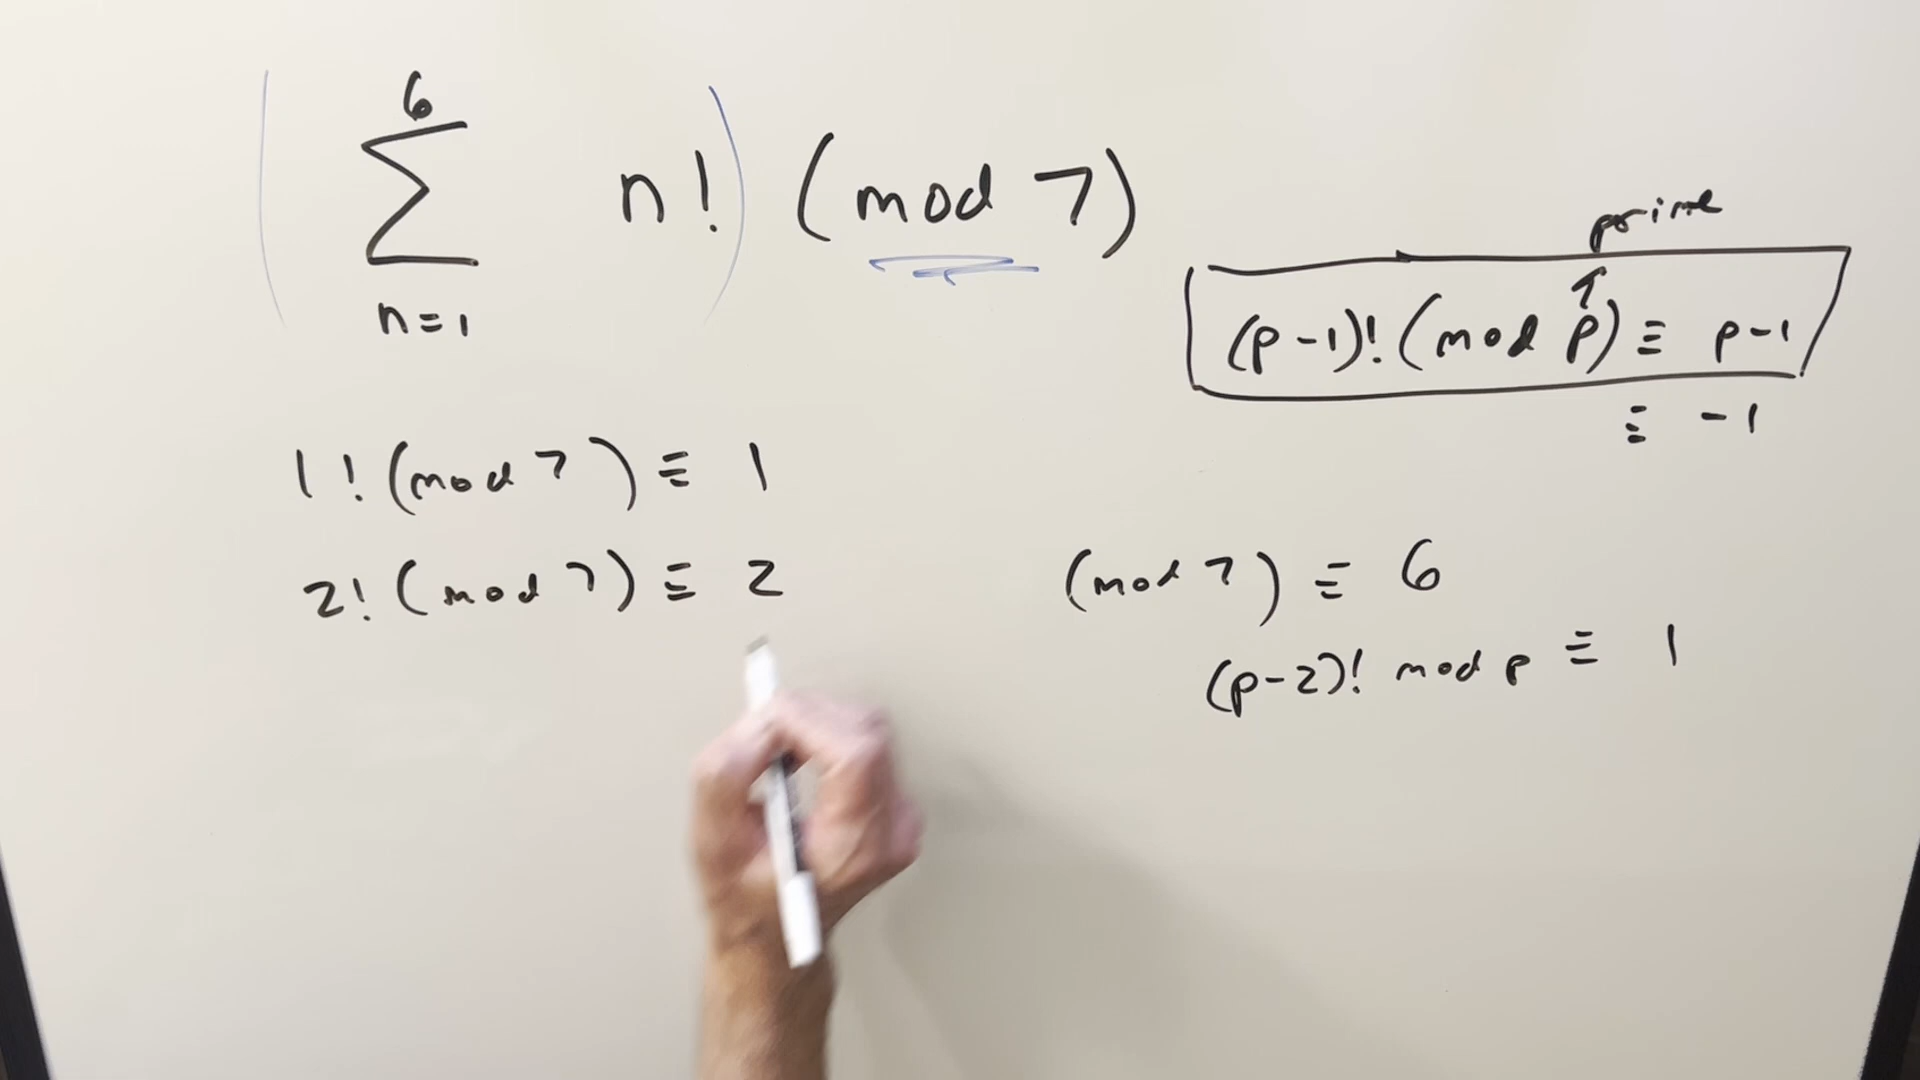 6
( ∑ n! ) (mod 7)
n=1
prime
↑
(p-1)! (mod p) ≡ p-1
≡ -1
1! (mod 7) ≡ 1
2! (mod 7) ≡ 2
(mod 7) ≡ 6
(p-2)! mod p ≡ 1